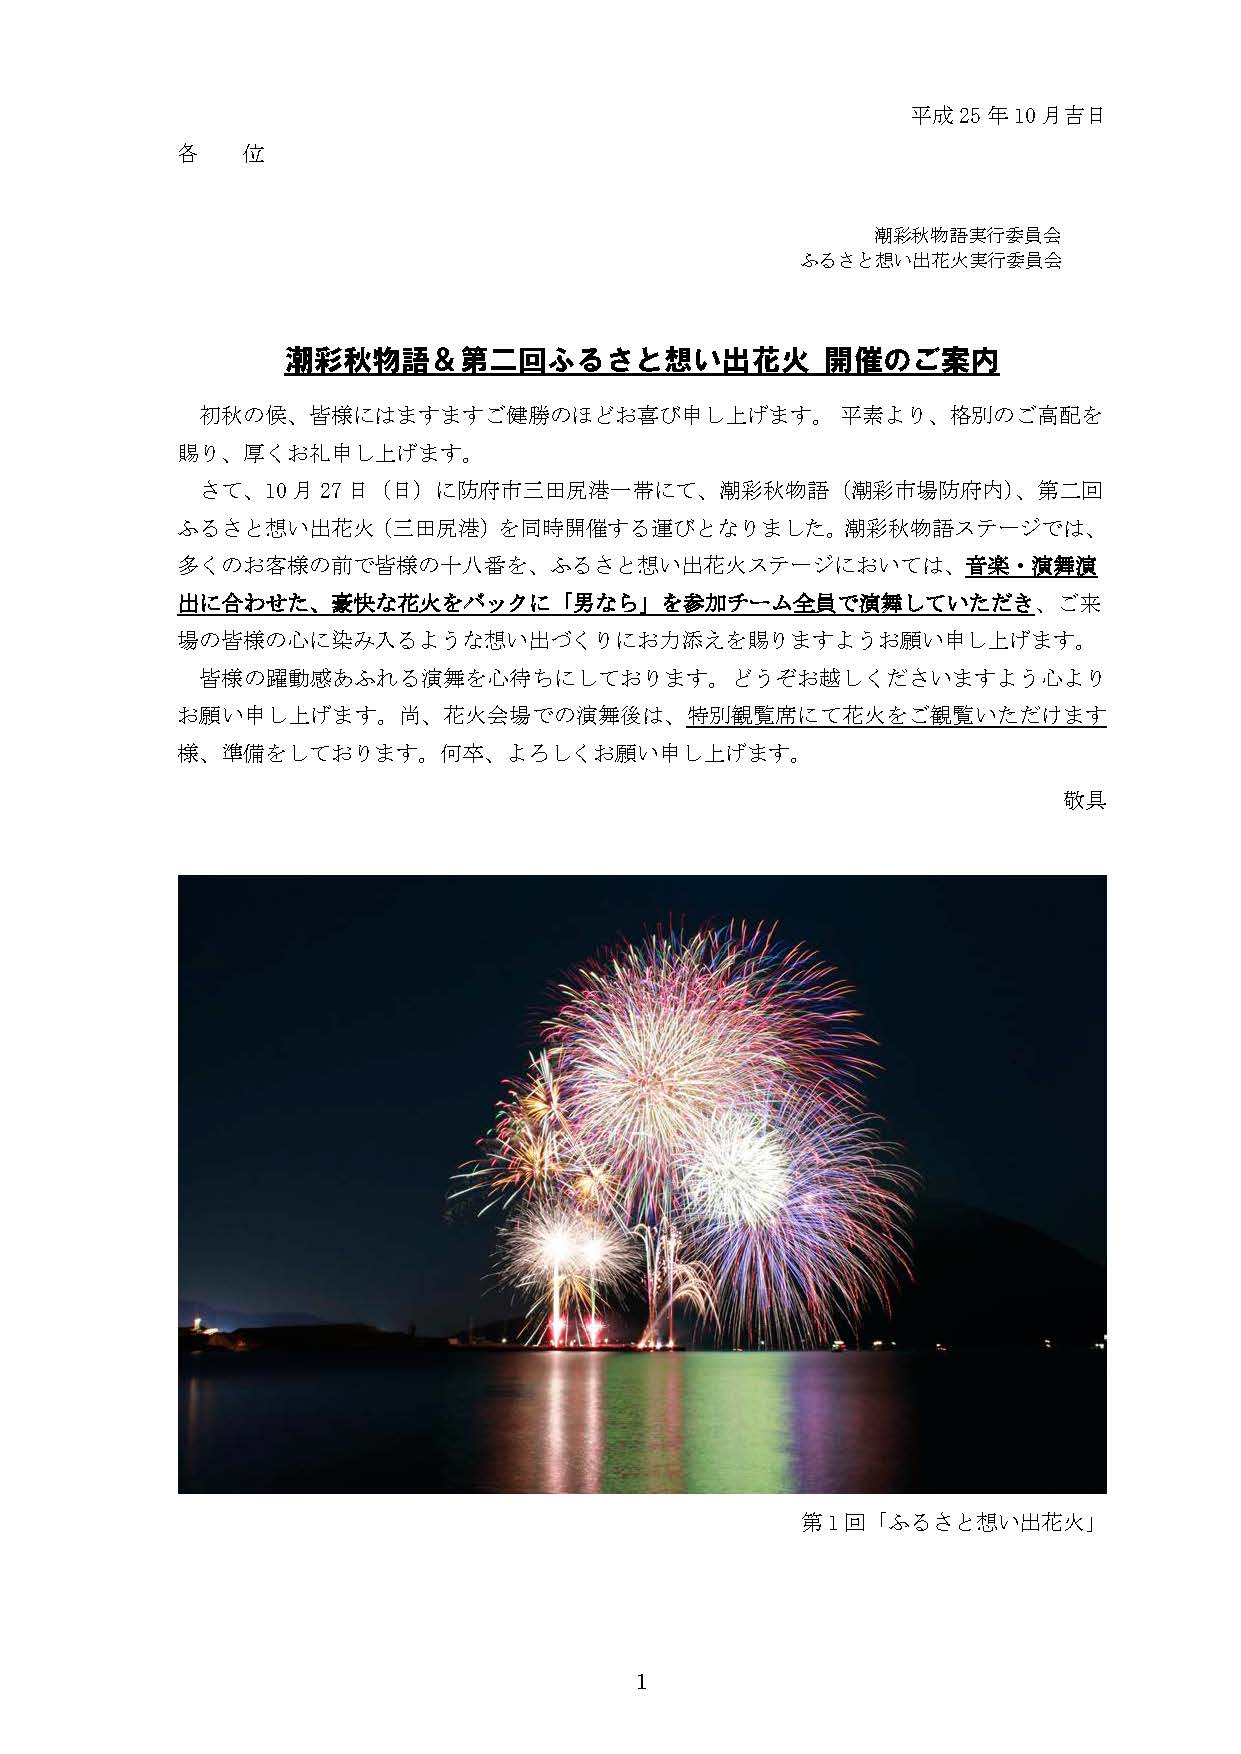 平成 25 年 10 月吉日
各　　位
潮彩秋物語実行委員会
ふるさと想い出花火実行委員会
潮彩秋物語＆第二回ふるさと想い出花火 開催のご案内
初秋の候、皆様にはますますご健勝のほどお喜び申し上げます。 平素より、格別のご高配を
賜り、厚くお礼申し上げます。
さて、10 月 27 日（日）に防府市三田尻港一帯にて、潮彩秋物語（潮彩市場防府内）、第二回
ふるさと想い出花火（三田尻港）を同時開催する運びとなりました。潮彩秋物語ステージでは、
多くのお客様の前で皆様の十八番を、ふるさと想い出花火ステージにおいては、音楽・演舞演
出に合わせた、豪快な花火をバックに「男なら」を参加チーム全員で演舞していただき、ご来
場の皆様の心に染み入るような想い出づくりにお力添えを賜りますようお願い申し上げます。
皆様の躍動感あふれる演舞を心待ちにしております。どうぞお越しくださいますよう心より
お願い申し上げます。尚、花火会場での演舞後は、特別観覧席にて花火をご観覧いただけます
様、準備をしております。何卒、よろしくお願い申し上げます。
敬具
第 1 回「ふるさと想い出花火」
1